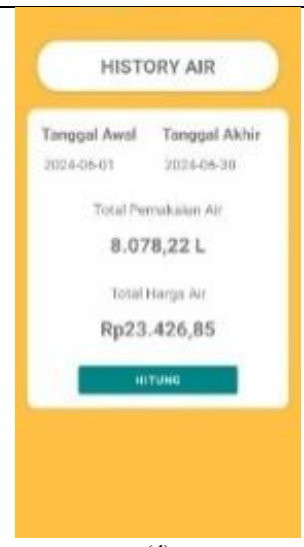 HISTORY AIR
Tanggal Awal Tanggal Akhir
2024-06-01 2024-06-30
Total Pemakaian Air
8.078,22 L
Total Harga Air
Rp23.426,85
HITUNG
(d)